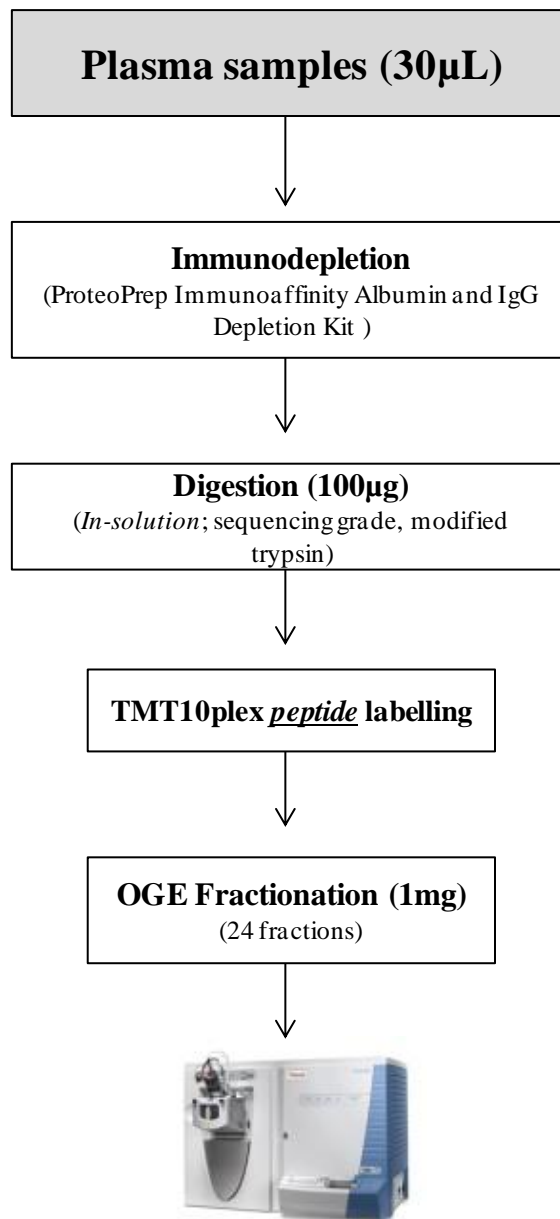 Plasma samples (30µL)
Immunodepletion
(ProteoPrep Immunoaffinity Albumin and IgG
Depletion Kit )
Digestion (100µg)
(In-solution; sequencing grade, modified
trypsin)
TMT10plex peptide labelling
OGE Fractionation (1mg)
(24 fractions)